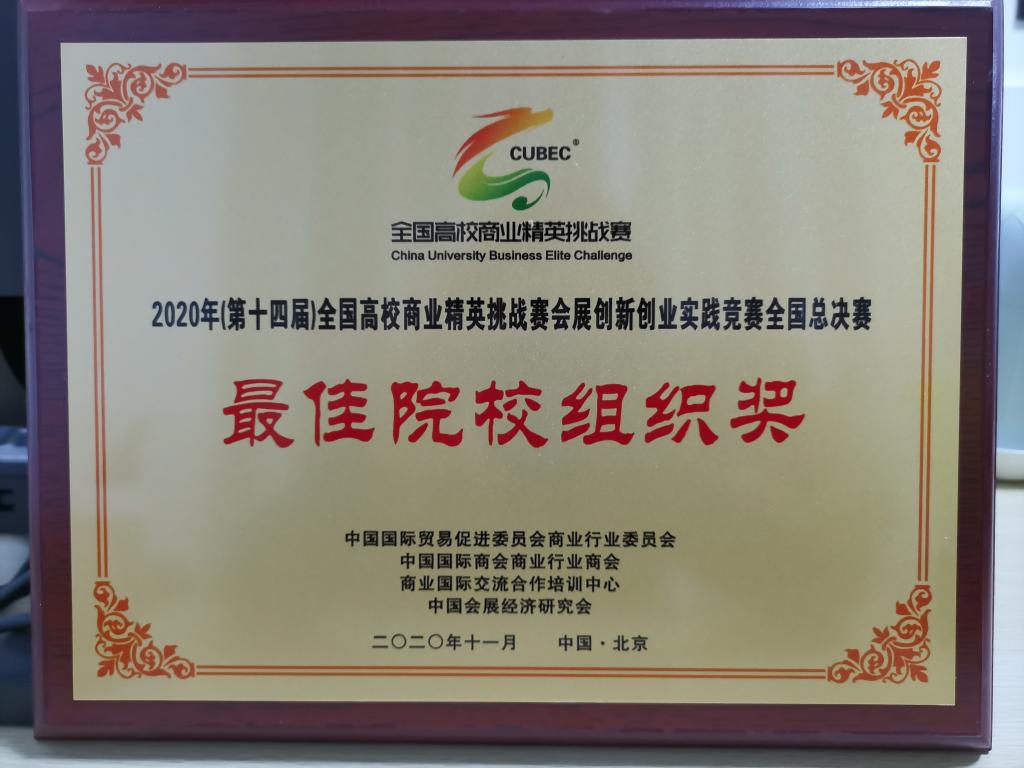 CUBEC®
全国高校商业精英挑战赛
China University Business Elite Challenge
2020年(第十四届)全国高校商业精英挑战赛会展创新创业实践竞赛全国总决赛
最佳院校组织奖
中国国际贸易促进委员会商业行业委员会
中国国际商会商业行业商会
商业国际交流合作培训中心
中国会展经济研究会
二〇二〇年十一月 中国·北京